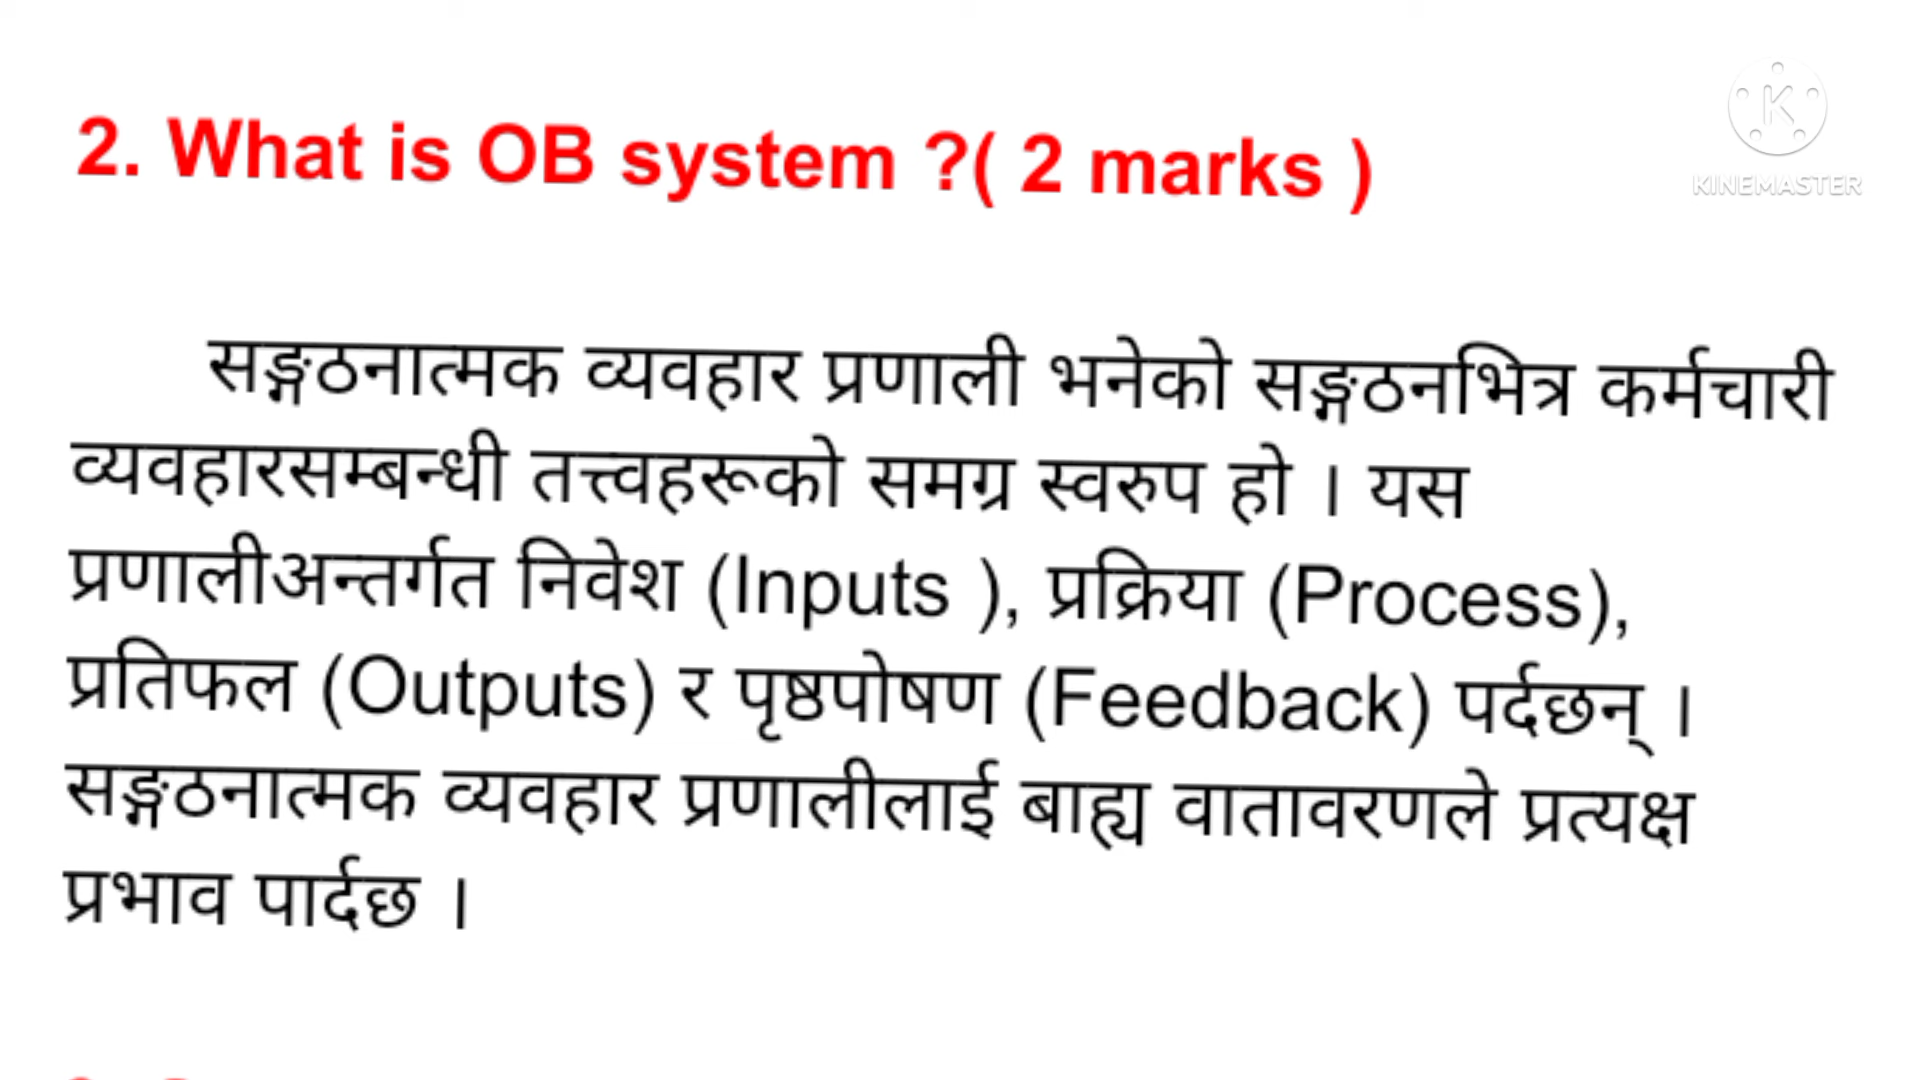 2. What is OB system ?( 2 marks )
KINEMASTER
सङ्गठनात्मक व्यवहार प्रणाली भनेको सङ्गठनभित्र कर्मचारी
व्यवहारसम्बन्धी तत्त्वहरूको समग्र स्वरुप हो । यस
प्रणालीअन्तर्गत निवेश (Inputs ), प्रक्रिया (Process),
प्रतिफल (Outputs) र पृष्ठपोषण (Feedback) पर्दछन् ।
सङ्गठनात्मक व्यवहार प्रणालीलाई बाह्य वातावरणले प्रत्यक्ष
प्रभाव पार्दछ ।